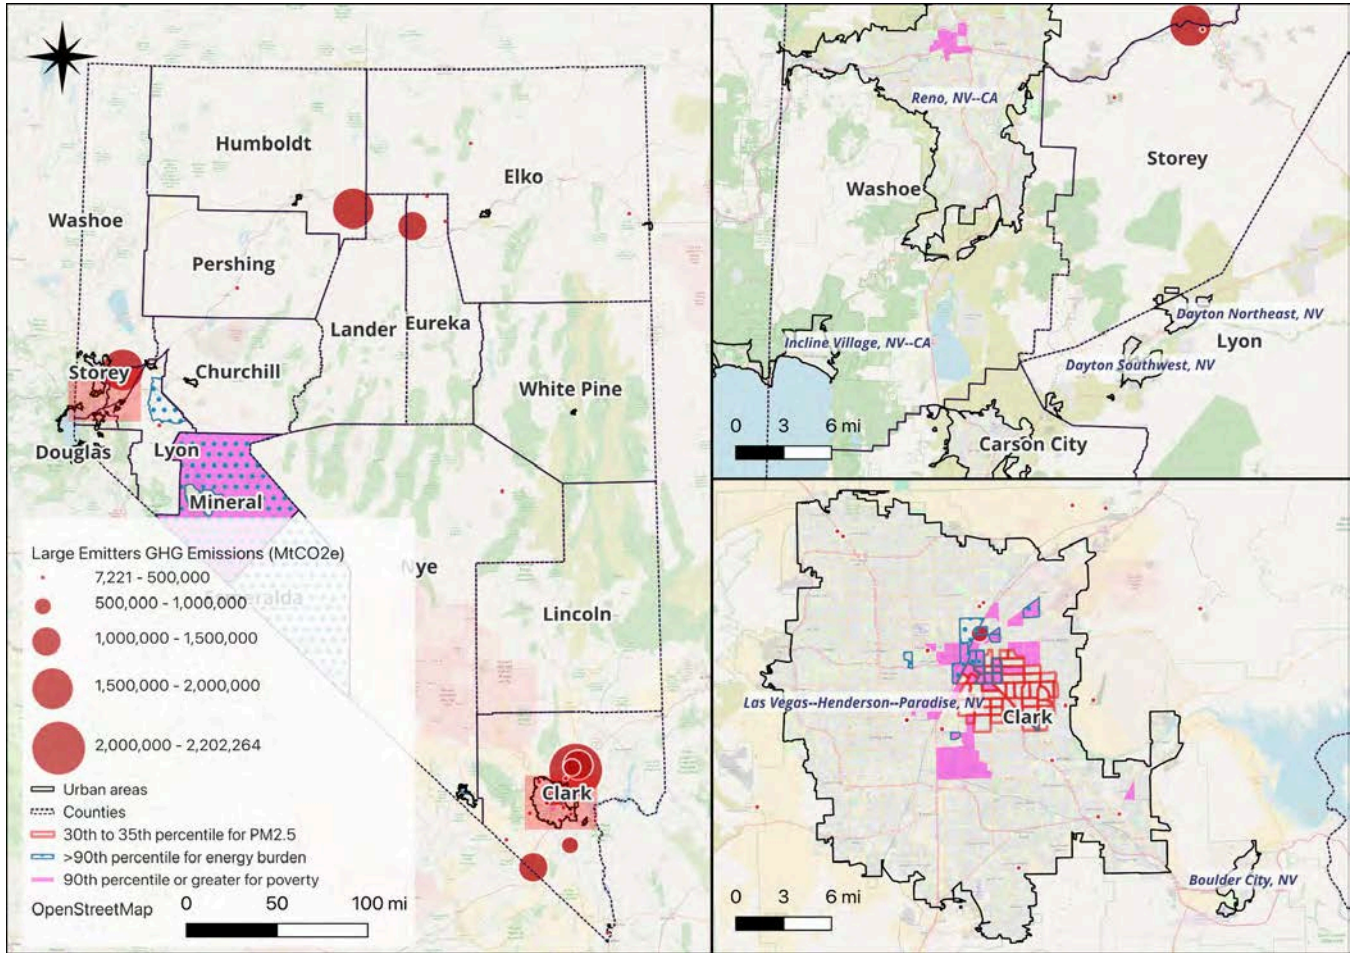 Humboldt
Elko
Washoe
Pershing
Lander
Eureka
Storey
Churchill
White Pine
Douglas
Lyon
Mineral
Nye
Esmeralda
Lincoln
Clark
Large Emitters GHG Emissions (MtCO2e)
7,221 - 500,000
500,000 - 1,000,000
1,000,000 - 1,500,000
1,500,000 - 2,000,000
2,000,000 - 2,202,264
Urban areas
Counties
30th to 35th percentile for PM2.5
>90th percentile for energy burden
90th percentile or greater for poverty
OpenStreetMap
0 50 100 mi
Reno, NV--CA
Storey
Washoe
Dayton Northeast, NV
Incline Village, NV--CA
Lyon
Dayton Southwest, NV
0 3 6 mi
Carson City
Las Vegas--Henderson--Paradise, NV
Clark
Boulder City, NV
0 3 6 mi